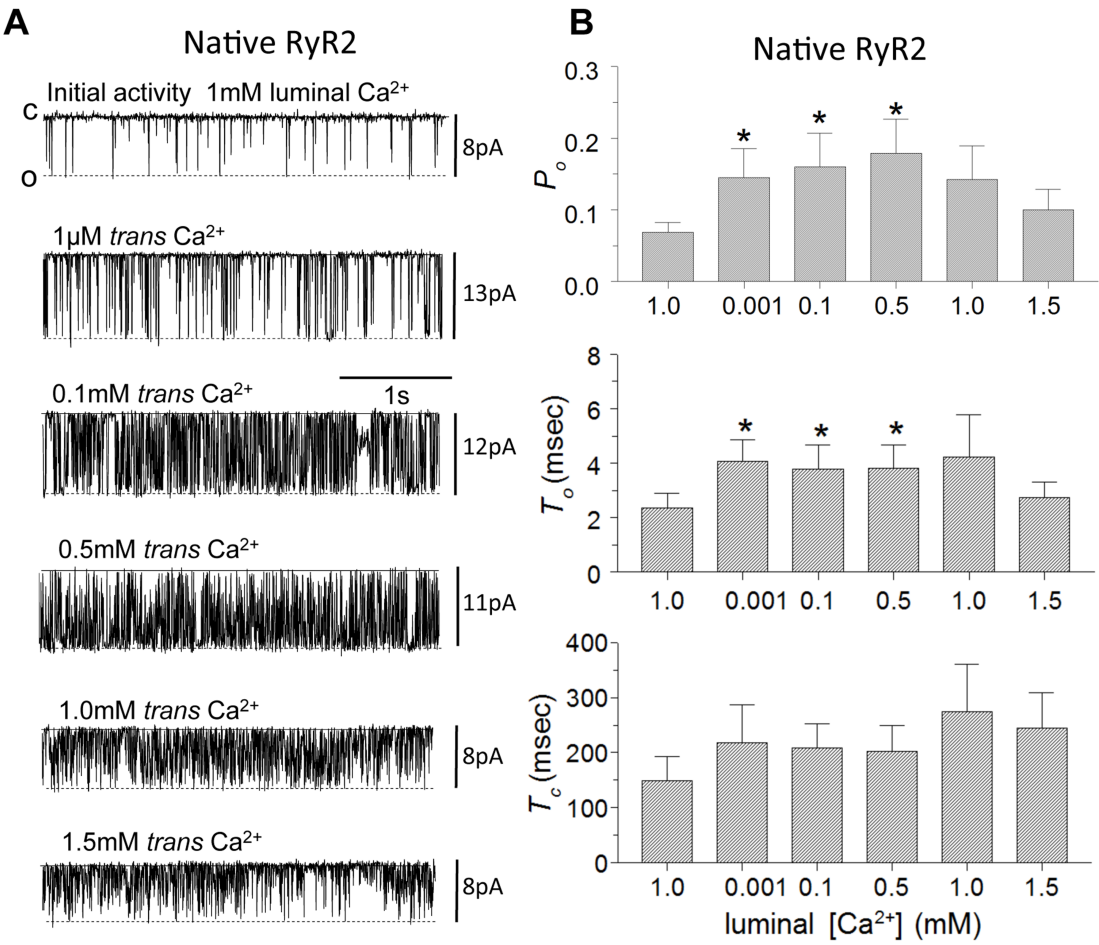 A
Native RyR2
Initial activity 1mM luminal Ca²⁺
C
O
8pA
1µM trans Ca²⁺
13pA
1s
0.1mM trans Ca²⁺
12pA
0.5mM trans Ca²⁺
11pA
1.0mM trans Ca²⁺
8pA
1.5mM trans Ca²⁺
8pA
B
Native RyR2
Pₒ
0.3
0.2
0.1
0.0
* * *
1.0 0.001 0.1 0.5 1.0 1.5
Tₒ (msec)
8
6
4
2
0
* * *
1.0 0.001 0.1 0.5 1.0 1.5
T꜀ (msec)
400
300
200
100
0
1.0 0.001 0.1 0.5 1.0 1.5
luminal [Ca²⁺] (mM)